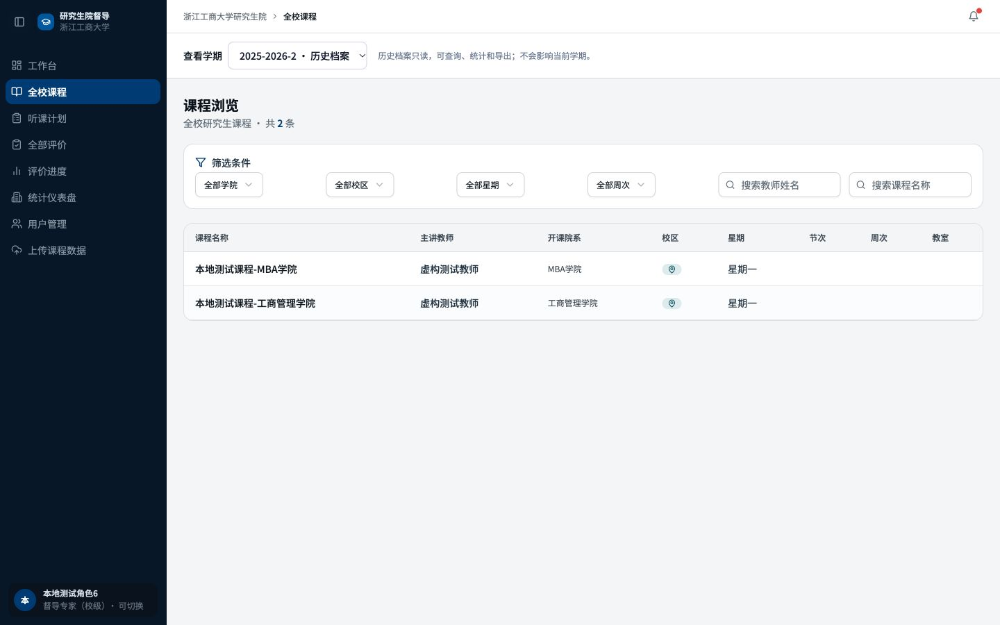 研究生院督导
浙江工商大学
工作台
全校课程
听课计划
全部评价
评价进度
统计仪表盘
用户管理
上传课程数据
本
本地测试角色6
督导专家（校级）· 可切换
浙江工商大学研究生院 > 全校课程
查看学期 2025-2026-2 · 历史档案 历史档案只读，可查询、统计和导出；不会影响当前学期。
课程浏览
全校研究生课程 · 共 2 条
筛选条件
全部学院 全部校区 全部星期 全部周次 搜索教师姓名 搜索课程名称
课程名称 主讲教师 开课院系 校区 星期 节次 周次 教室
本地测试课程-MBA学院 虚构测试教师 MBA学院 星期一
本地测试课程-工商管理学院 虚构测试教师 工商管理学院 星期一